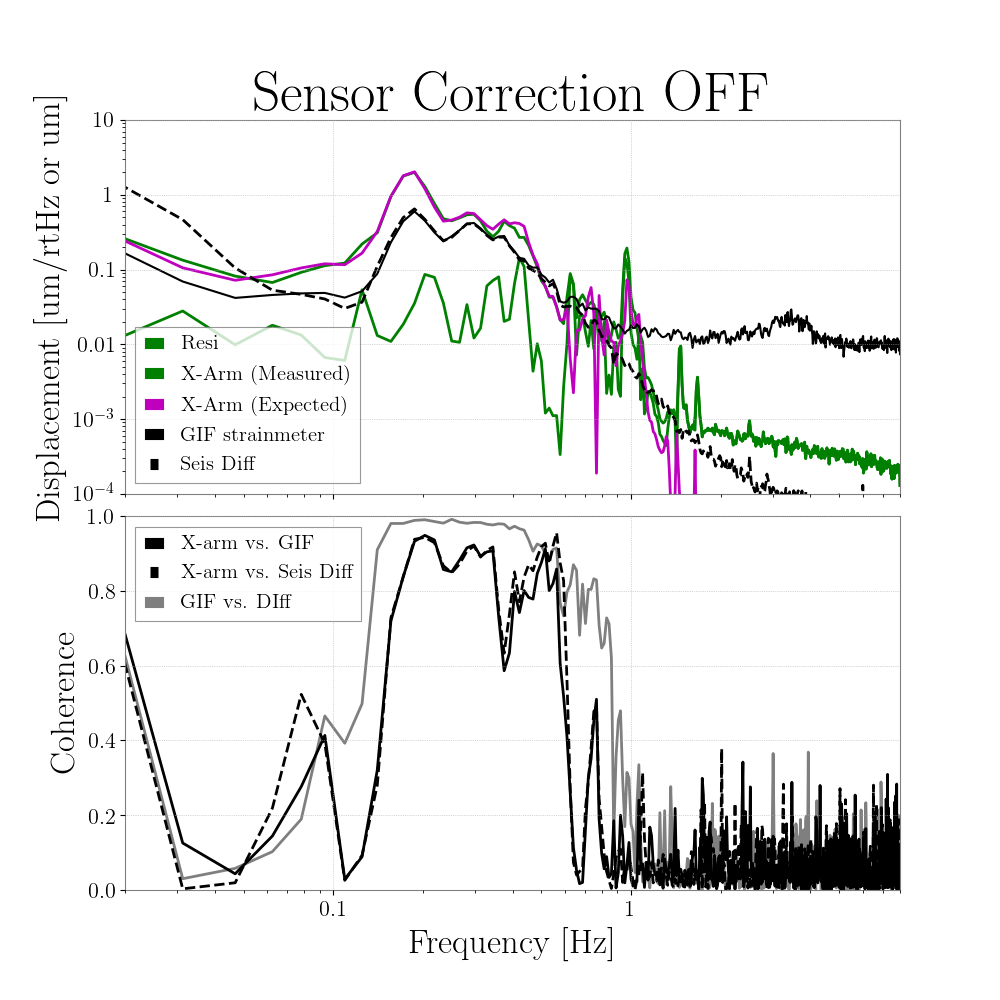 Sensor Correction OFF
Displacement [um/rtHz or um]
10
1
0.1
0.01
10⁻³
10⁻⁴
Resi
X-Arm (Measured)
X-Arm (Expected)
GIF strainmeter
Seis Diff
Coherence
1.0
0.8
0.6
0.4
0.2
0.0
X-arm vs. GIF
X-arm vs. Seis Diff
GIF vs. DIff
0.1
1
Frequency [Hz]